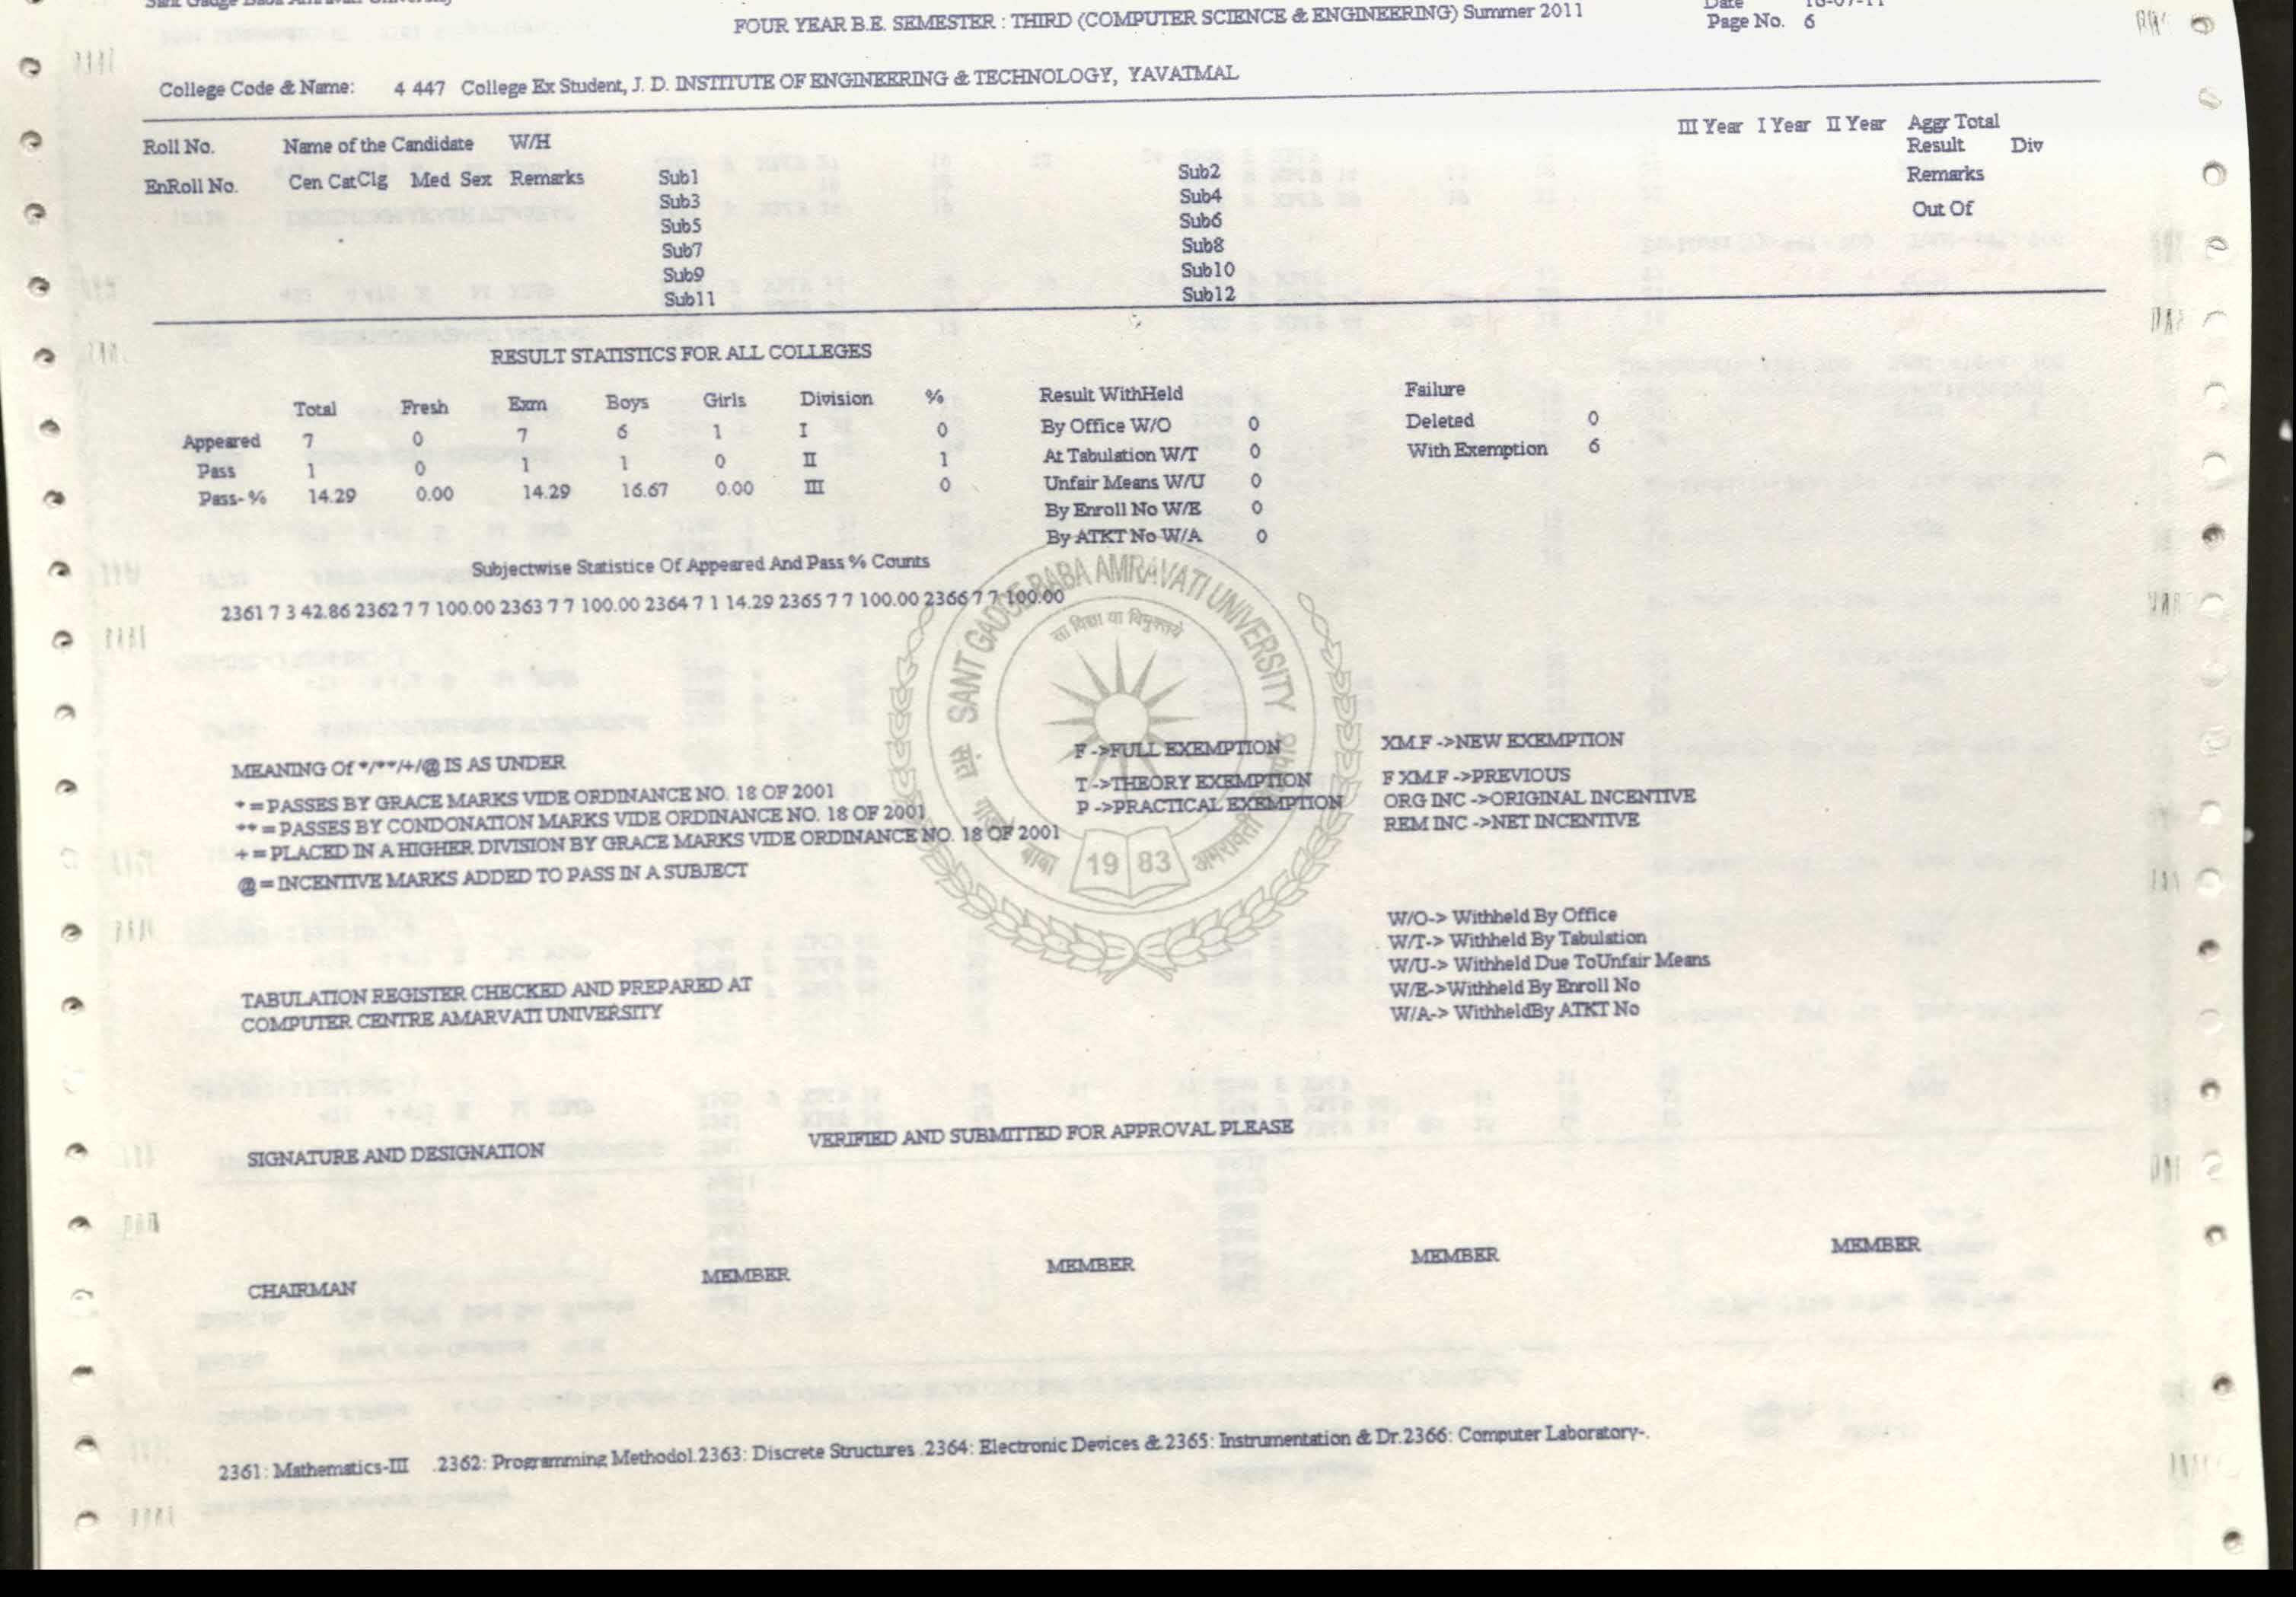 Sant Gadge Baba Amravati University
FOUR YEAR B.E. SEMESTER : THIRD (COMPUTER SCIENCE & ENGINEERING) Summer 2011
Date
Page No. 6
College Code & Name: 4 447 College Ex Student, J. D. INSTITUTE OF ENGINEERING & TECHNOLOGY, YAVATMAL
Roll No. Name of the Candidate W/H III Year I Year II Year Aggr Total
Result Div
EnRoll No. Cen CatClg Med Sex Remarks Sub1 Sub2 Remarks
Sub3 Sub4 Out Of
Sub5 Sub6
Sub7 Sub8
Sub9 Sub10
Sub11 Sub12
RESULT STATISTICS FOR ALL COLLEGES
Total Fresh Exm Boys Girls Division % Result WithHeld Failure
Appeared 7 0 7 6 1 I 0 By Office W/O 0 Deleted 0
Pass 1 0 1 1 0 II 1 At Tabulation W/T 0 With Exemption 6
Pass-% 14.29 0.00 14.29 16.67 0.00 III 0 Unfair Means W/U 0
By Enroll No W/E 0
By ATKT No W/A 0
Subjectwise Statistice Of Appeared And Pass % Counts
2361 7 3 42.86 2362 7 7 100.00 2363 7 7 100.00 2364 7 1 14.29 2365 7 7 100.00 2366 7 7 100.00
SANT GADGE BABA AMRAVATI UNIVERSITY
सा विद्या या विमुक्तये
संत गाडगे बाबा अमरावती
19 83
MEANING Of */**/+/@ IS AS UNDER
* = PASSES BY GRACE MARKS VIDE ORDINANCE NO. 18 OF 2001
** = PASSES BY CONDONATION MARKS VIDE ORDINANCE NO. 18 OF 2001
+ = PLACED IN A HIGHER DIVISION BY GRACE MARKS VIDE ORDINANCE NO. 18 OF 2001
@ = INCENTIVE MARKS ADDED TO PASS IN A SUBJECT
F ->FULL EXEMPTION XM.F ->NEW EXEMPTION
T ->THEORY EXEMPTION F XM.F ->PREVIOUS
P ->PRACTICAL EXEMPTION ORG INC ->ORIGINAL INCENTIVE
REM INC ->NET INCENTIVE
W/O-> Withheld By Office
W/T-> Withheld By Tabulation
W/U-> Withheld Due ToUnfair Means
W/E->Withheld By Enroll No
W/A-> WithheldBy ATKT No
TABULATION REGISTER CHECKED AND PREPARED AT
COMPUTER CENTRE AMARVATI UNIVERSITY
SIGNATURE AND DESIGNATION VERIFIED AND SUBMITTED FOR APPROVAL PLEASE
CHAIRMAN MEMBER MEMBER MEMBER MEMBER
2361: Mathematics-III .2362: Programming Methodol.2363: Discrete Structures .2364: Electronic Devices &.2365: Instrumentation & Dr.2366: Computer Laboratory-.